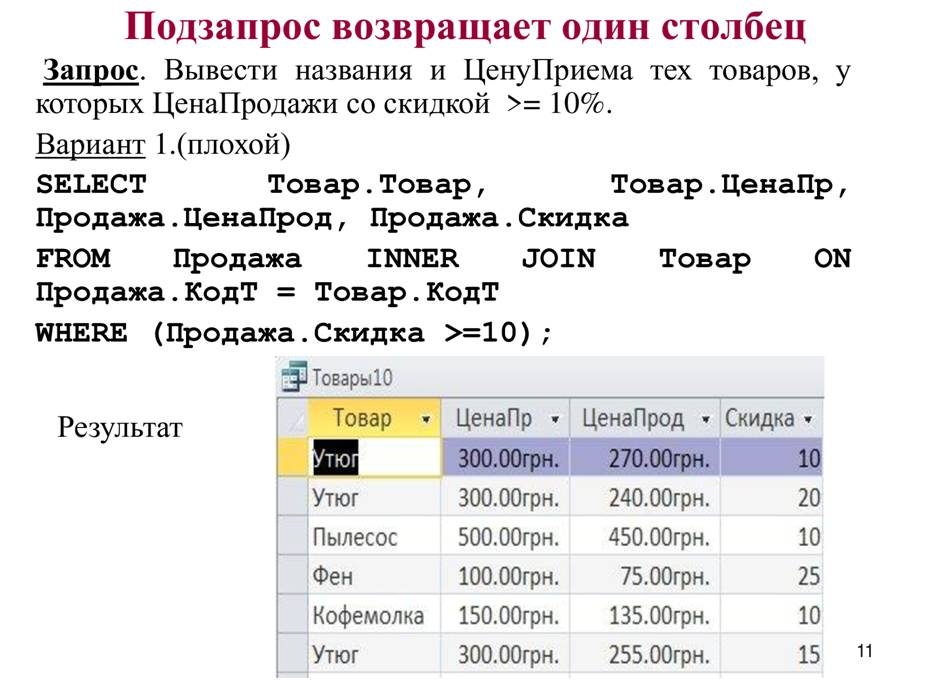 Подзапрос возвращает один столбец
Запрос. Вывести названия и ЦенуПриема тех товаров, у
которых ЦенаПродажи со скидкой >= 10%.
Вариант 1.(плохой)
SELECT Товар.Товар, Товар.ЦенаПр,
Продажа.ЦенаПрод, Продажа.Скидка
FROM Продажа INNER JOIN Товар ON
Продажа.КодТ = Товар.КодТ
WHERE (Продажа.Скидка >=10);
Результат
Товары10
Товар ЦенаПр ЦенаПрод Скидка
Утюг 300.00грн. 270.00грн. 10
Утюг 300.00грн. 240.00грн. 20
Пылесос 500.00грн. 450.00грн. 10
Фен 100.00грн. 75.00грн. 25
Кофемолка 150.00грн. 135.00грн. 10
Утюг 300.00грн. 255.00грн. 15
11